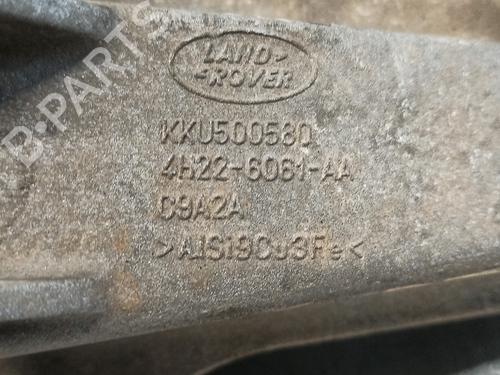 B-PARTS
LAND>
<ROVER
KKU500580
4H22-6061-AA
C9A2A
>AlSi9Cu3Fe<